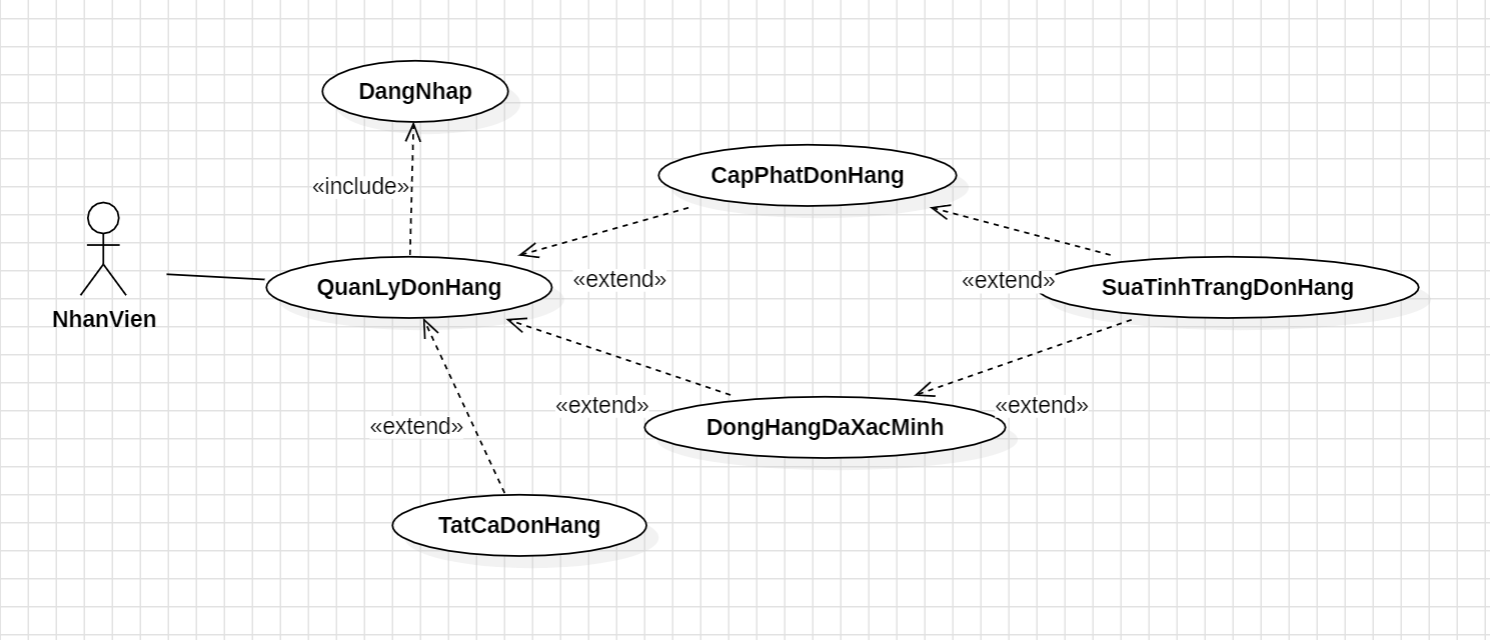 DangNhap
«include»
CapPhatDonHang
NhanVien
QuanLyDonHang
«extend»
«extend»
SuaTinhTrangDonHang
«extend»
«extend»
DongHangDaXacMinh
«extend»
TatCaDonHang